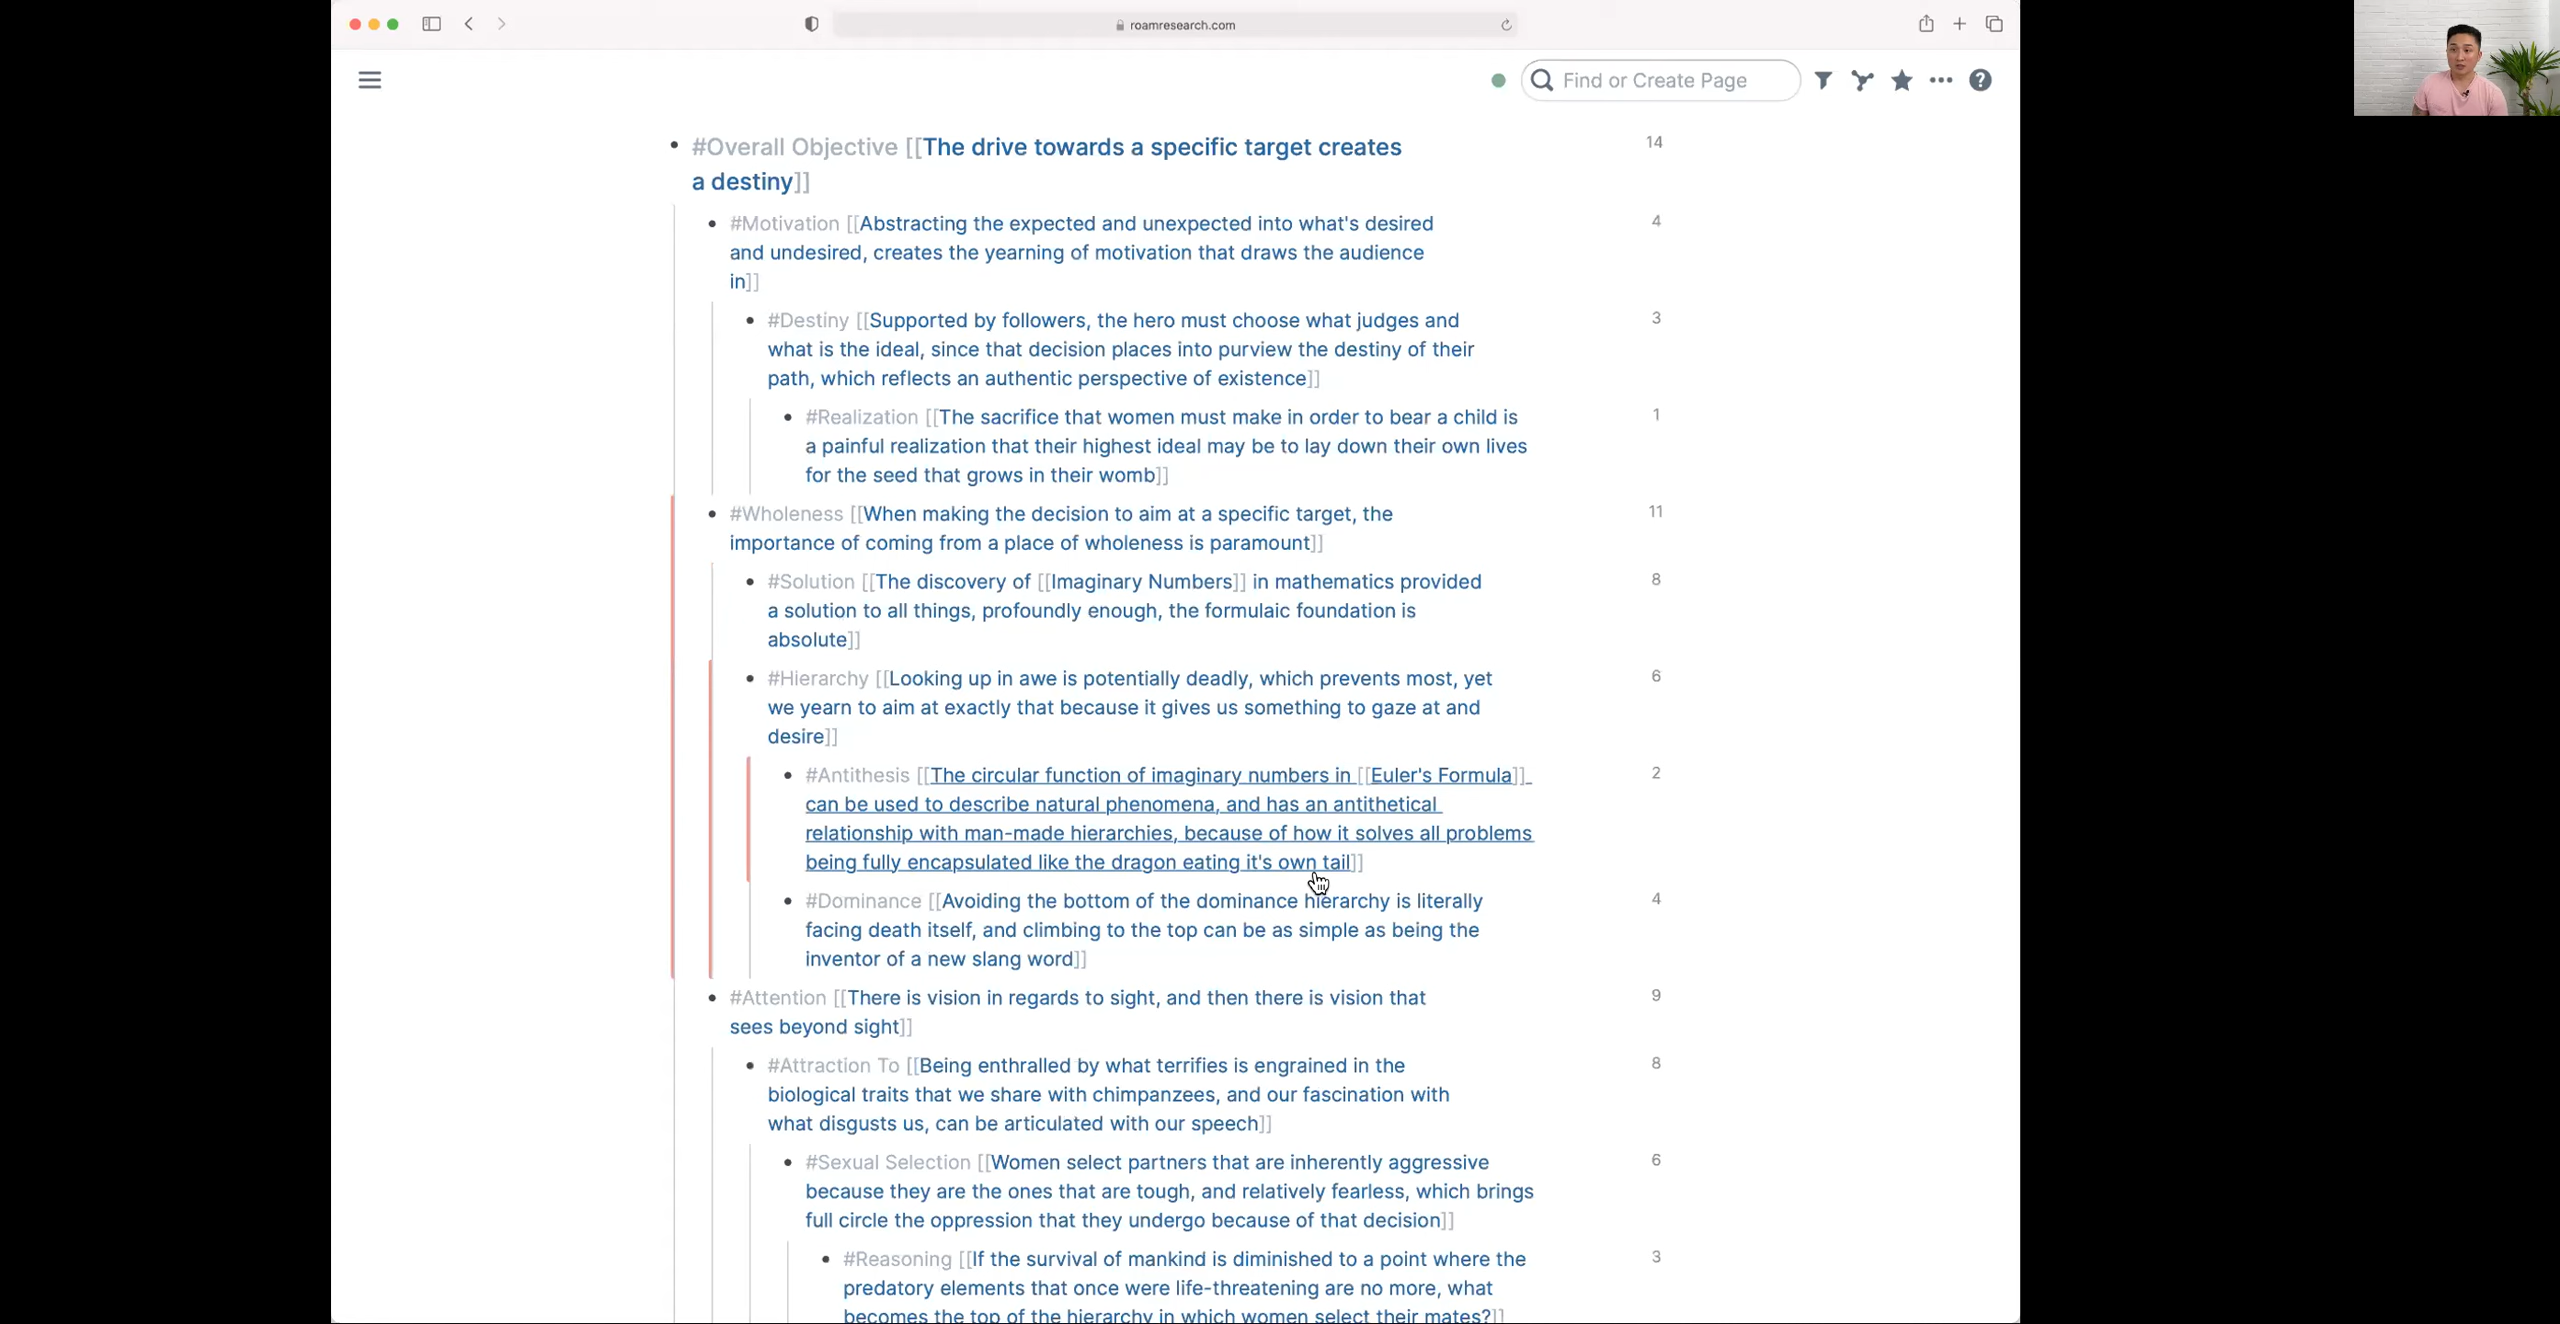 roamresearch.com
Find or Create Page
#Overall Objective [[The drive towards a specific target creates
14
a destiny]]
#Motivation [[Abstracting the expected and unexpected into what's desired
4
and undesired, creates the yearning of motivation that draws the audience
in]]
#Destiny [[Supported by followers, the hero must choose what judges and
3
what is the ideal, since that decision places into purview the destiny of their
path, which reflects an authentic perspective of existence]]
#Realization [[The sacrifice that women must make in order to bear a child is
1
a painful realization that their highest ideal may be to lay down their own lives
for the seed that grows in their womb]]
#Wholeness [[When making the decision to aim at a specific target, the
11
importance of coming from a place of wholeness is paramount]]
#Solution [[The discovery of [[Imaginary Numbers]] in mathematics provided
8
a solution to all things, profoundly enough, the formulaic foundation is
absolute]]
#Hierarchy [[Looking up in awe is potentially deadly, which prevents most, yet
6
we yearn to aim at exactly that because it gives us something to gaze at and
desire]]
#Antithesis [[The circular function of imaginary numbers in [[Euler's Formula]]
2
can be used to describe natural phenomena, and has an antithetical
relationship with man-made hierarchies, because of how it solves all problems
being fully encapsulated like the dragon eating it's own tail]]
#Dominance [[Avoiding the bottom of the dominance hierarchy is literally
4
facing death itself, and climbing to the top can be as simple as being the
inventor of a new slang word]]
#Attention [[There is vision in regards to sight, and then there is vision that
9
sees beyond sight]]
#Attraction To [[Being enthralled by what terrifies is engrained in the
8
biological traits that we share with chimpanzees, and our fascination with
what disgusts us, can be articulated with our speech]]
#Sexual Selection [[Women select partners that are inherently aggressive
6
because they are the ones that are tough, and relatively fearless, which brings
full circle the oppression that they undergo because of that decision]]
#Reasoning [[If the survival of mankind is diminished to a point where the
3
predatory elements that once were life-threatening are no more, what
becomes the top of the hierarchy in which women select their mates?]]